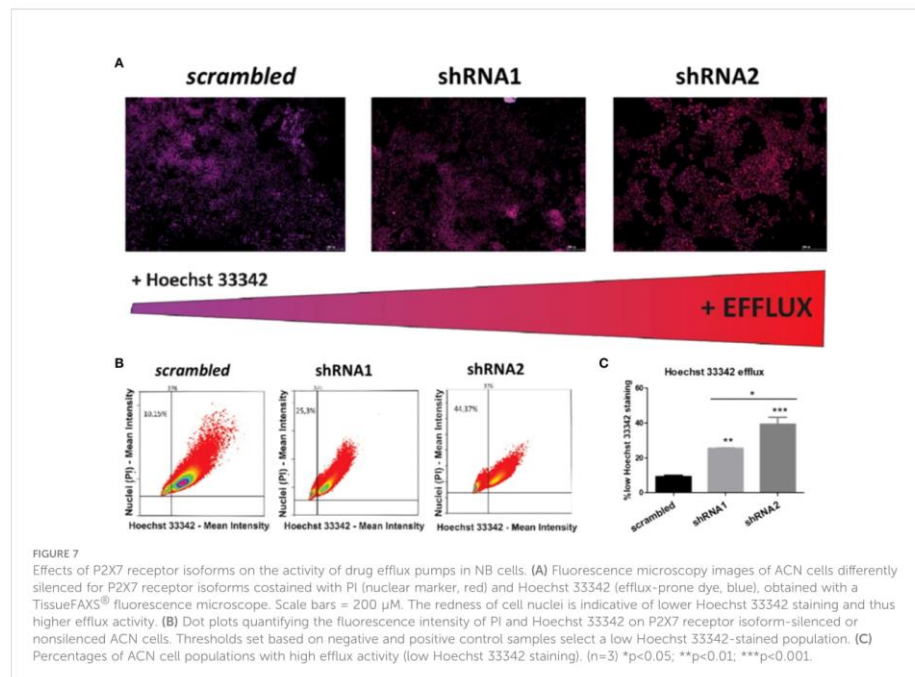 A
scrambled
shRNA1
shRNA2
+ Hoechst 33342
+ EFFLUX
B
scrambled
shRNA1
shRNA2
C
Hoechst 33342 efflux
10.15%
25,3%
44.37%
Nuclei (PI) - Mean Intensity
Nuclei (PI) - Mean Intensity
Nuclei (PI) - Mean Intensity
Hoechst 33342 - Mean Intensity
Hoechst 33342 - Mean Intensity
Hoechst 33342 - Mean Intensity
%low Hoechst 33342 staining
60
40
20
0
*
**
***
scrambled
shRNA1
shRNA2
FIGURE 7
Effects of P2X7 receptor isoforms on the activity of drug efflux pumps in NB cells. (A) Fluorescence microscopy images of ACN cells differently
silenced for P2X7 receptor isoforms costained with PI (nuclear marker, red) and Hoechst 33342 (efflux-prone dye, blue), obtained with a
TissueFAXS® fluorescence microscope. Scale bars = 200 µM. The redness of cell nuclei is indicative of lower Hoechst 33342 staining and thus
higher efflux activity. (B) Dot plots quantifying the fluorescence intensity of PI and Hoechst 33342 on P2X7 receptor isoform-silenced or
nonsilenced ACN cells. Thresholds set based on negative and positive control samples select a low Hoechst 33342-stained population. (C)
Percentages of ACN cell populations with high efflux activity (low Hoechst 33342 staining). (n=3) *p<0.05; **p<0.01; ***p<0.001.